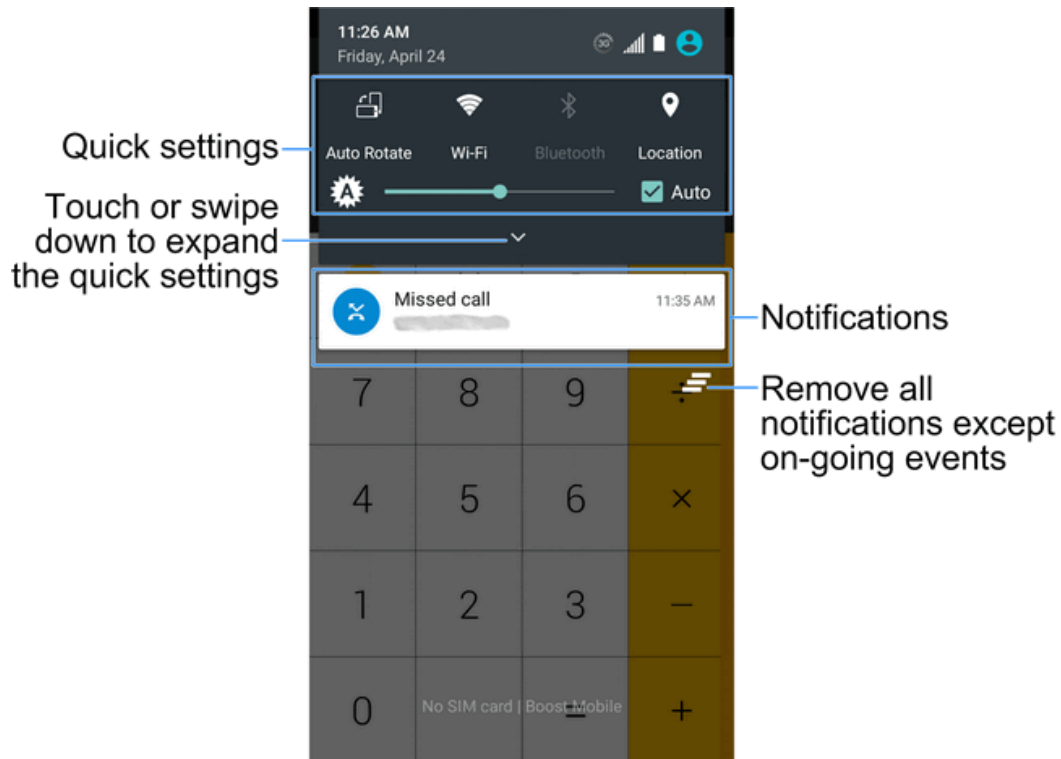 11:26 AM
Friday, April 24
3G
Auto Rotate Wi-Fi Bluetooth Location
A Auto
Quick settings
Touch or swipe
down to expand
the quick settings
Missed call 11:35 AM
Notifications
Remove all
notifications except
on-going events
7 8 9 ÷
4 5 6 ×
1 2 3 −
0 = +
No SIM card | Boost Mobile